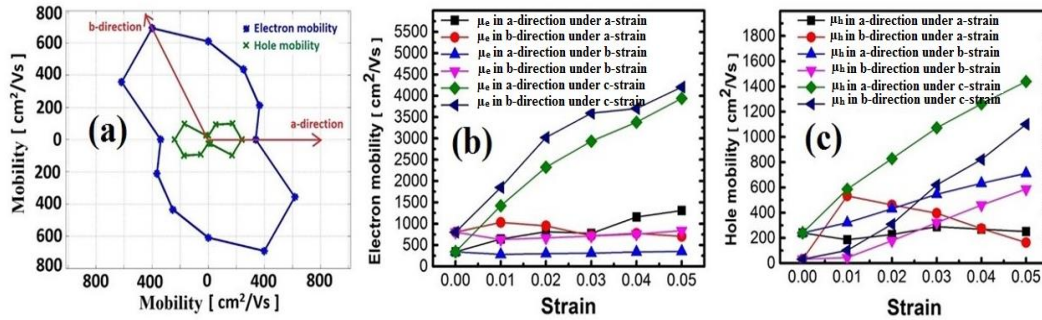 (a)
b-direction
Electron mobility
Hole mobility
a-direction
Mobility [ cm²/Vs]
800
600
400
200
0
200
400
600
800
800
400
0
400
800
Mobility [ cm²/Vs]
(b)
μe in a-direction under a-strain
μe in b-direction under a-strain
μe in a-direction under b-strain
μe in b-direction under b-strain
μe in a-direction under c-strain
μe in b-direction under c-strain
Electron mobility [ cm²/Vs]
5500
5000
4500
4000
3500
3000
2500
2000
1500
1000
500
0
0.00 0.01 0.02 0.03 0.04 0.05
Strain
(c)
μh in a-direction under a-strain
μh in b-direction under a-strain
μh in a-direction under b-strain
μh in b-direction under b-strain
μh in a-direction under c-strain
μh in b-direction under c-strain
Hole mobility [ cm²/Vs]
1800
1600
1400
1200
1000
800
600
400
200
0
0.00 0.01 0.02 0.03 0.04 0.05
Strain